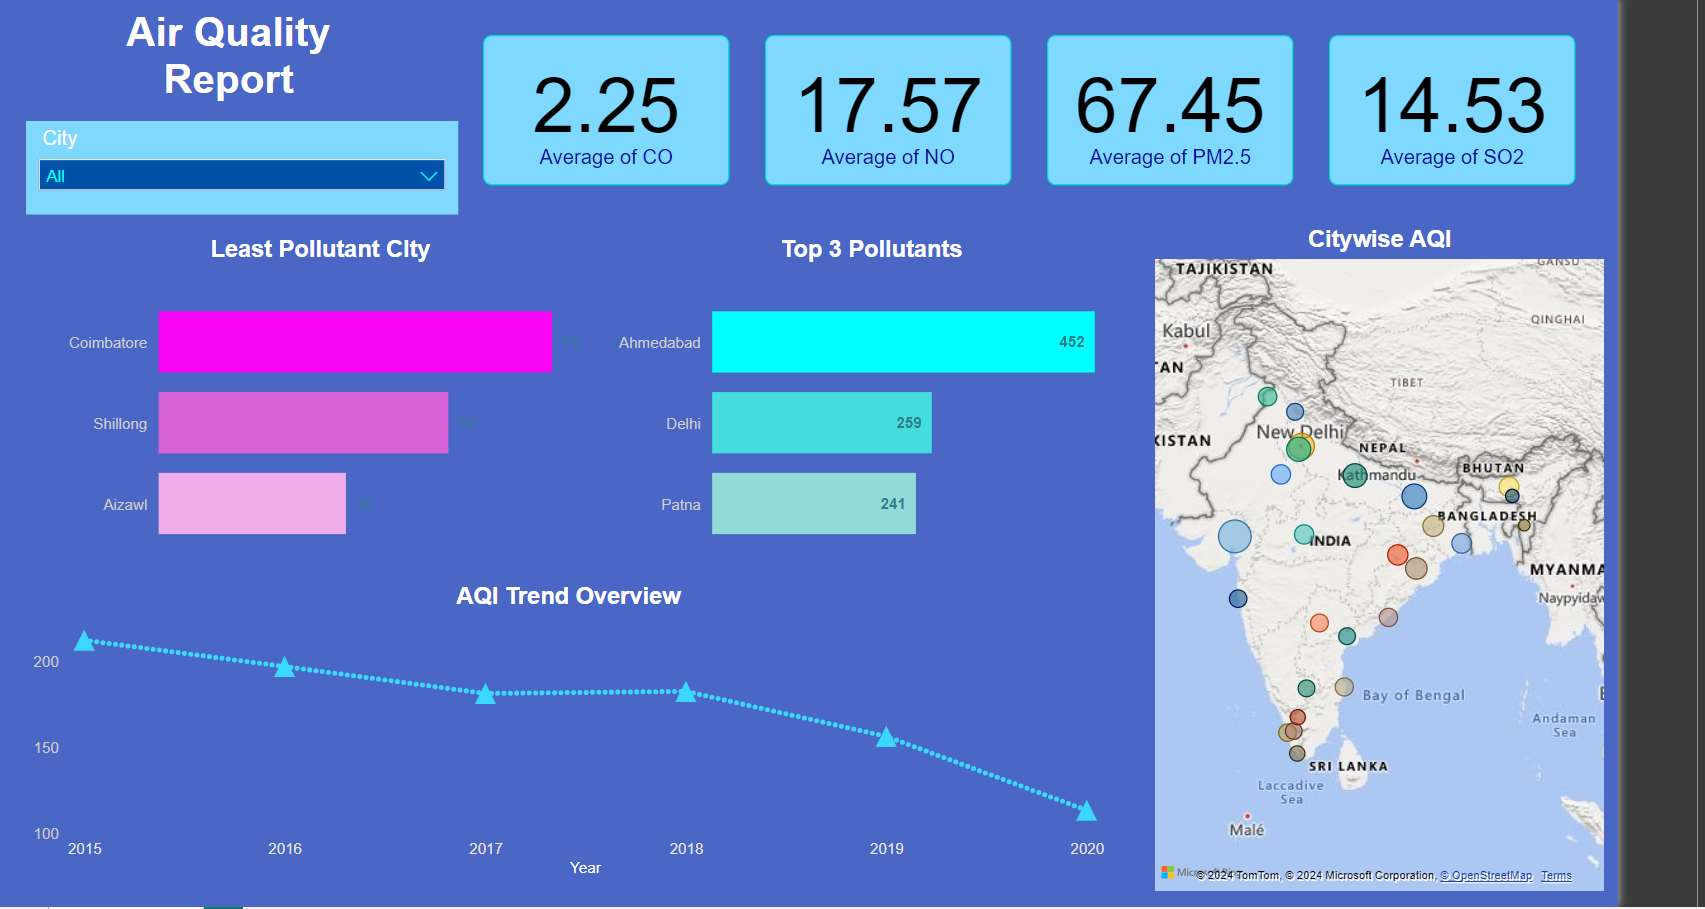 Air Quality
Report
City
All
2.25
Average of CO
17.57
Average of NO
67.45
Average of PM2.5
14.53
Average of SO2
Least Pollutant CIty
Coimbatore
Shillong
Aizawl
Top 3 Pollutants
Ahmedabad 452
Delhi 259
Patna 241
Citywise AQI
GANSU
TAJIKISTAN
QINGHAI
Kabul
TAN
TIBET
New Delhi
KISTAN
NEPAL
BHUTAN
Kathmandu
BANGLADESH
INDIA
MYANMA
Naypyidaw
Bay of Bengal
Andaman
Sea
SRI LANKA
Laccadive
Sea
Malé
© 2024 TomTom, © 2024 Microsoft Corporation, © OpenStreetMap Terms
AQI Trend Overview
200
150
100
2015 2016 2017 2018 2019 2020
Year